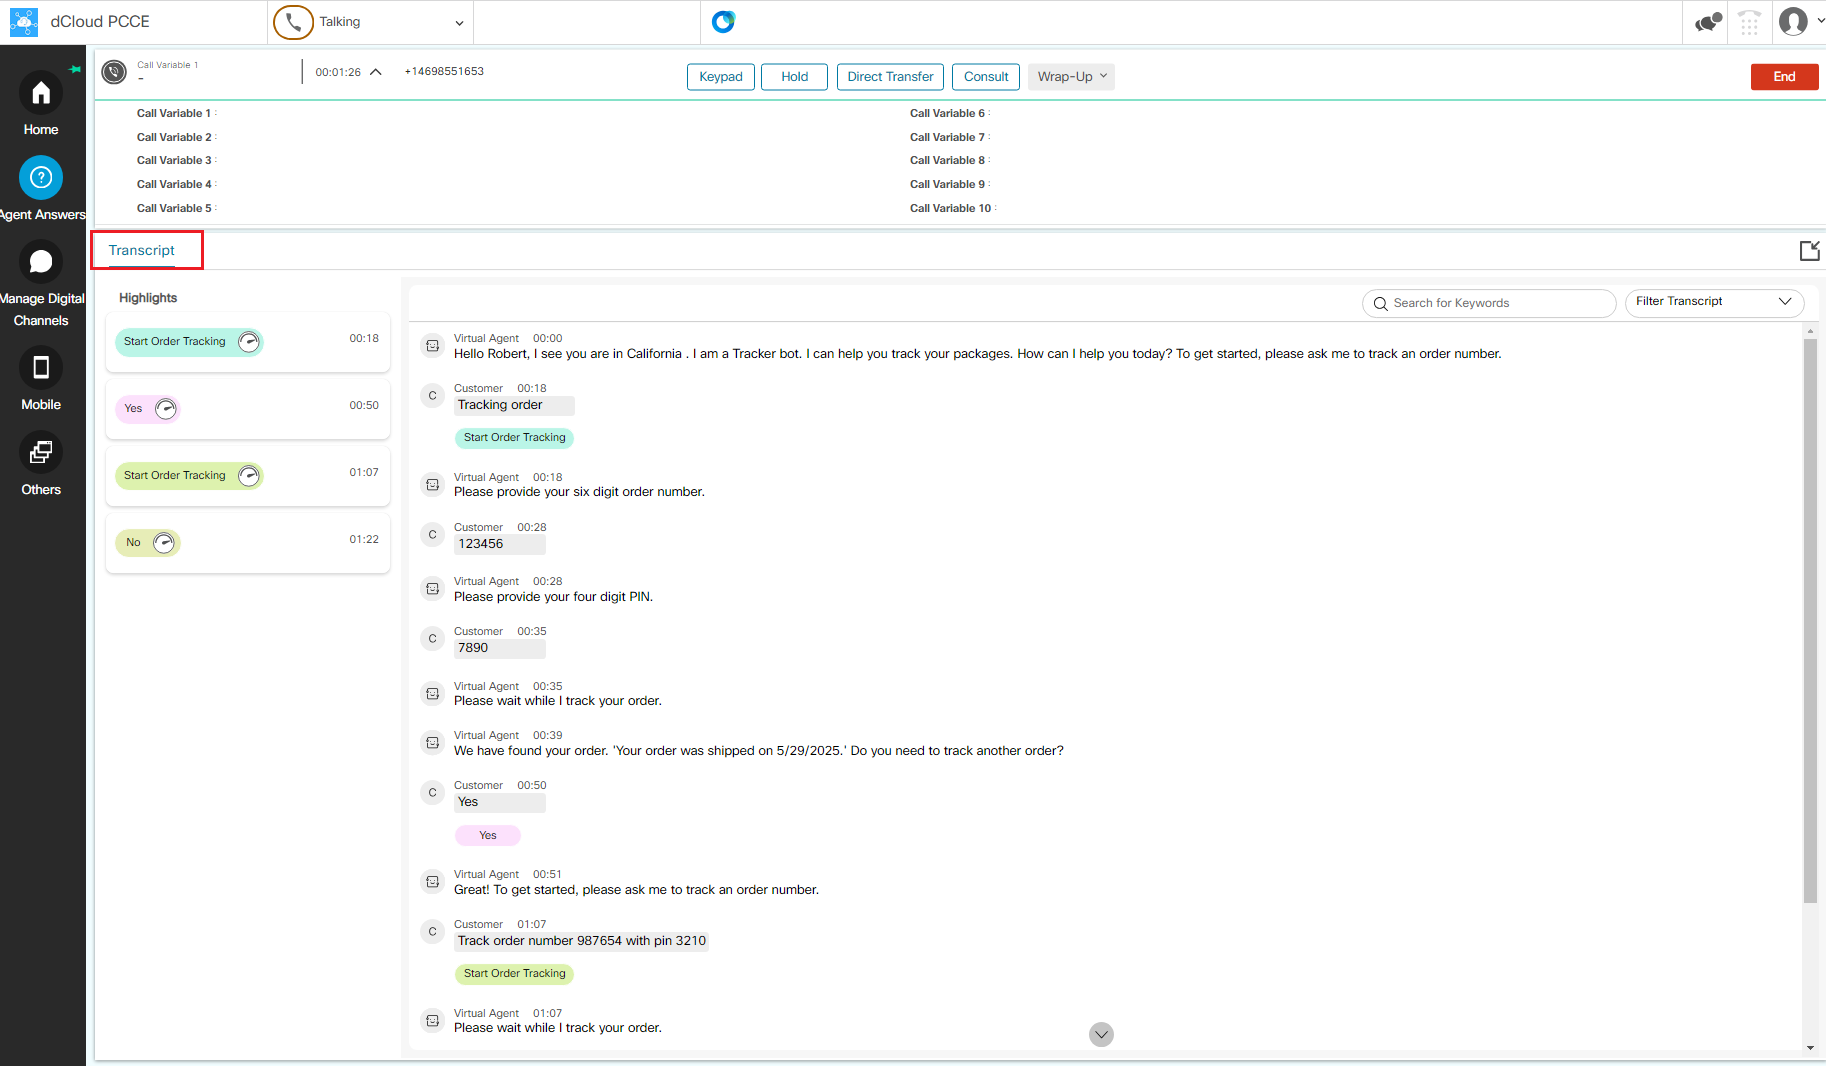 dCloud PCCE
Talking
Home
Agent Answers
Manage Digital
Channels
Mobile
Others
Call Variable 1
-
00:01:26
+14698551653
Keypad
Hold
Direct Transfer
Consult
Wrap-Up
End
Call Variable 1 :
Call Variable 2 :
Call Variable 3 :
Call Variable 4 :
Call Variable 5 :
Call Variable 6 :
Call Variable 7 :
Call Variable 8 :
Call Variable 9 :
Call Variable 10 :
Transcript
Highlights
Start Order Tracking 00:18
Yes 00:50
Start Order Tracking 01:07
No 01:22
Search for Keywords
Filter Transcript
Virtual Agent 00:00
Hello Robert, I see you are in California . I am a Tracker bot. I can help you track your packages. How can I help you today? To get started, please ask me to track an order number.
C
Customer 00:18
Tracking order
Start Order Tracking
Virtual Agent 00:18
Please provide your six digit order number.
C
Customer 00:28
123456
Virtual Agent 00:28
Please provide your four digit PIN.
C
Customer 00:35
7890
Virtual Agent 00:35
Please wait while I track your order.
Virtual Agent 00:39
We have found your order. 'Your order was shipped on 5/29/2025.' Do you need to track another order?
C
Customer 00:50
Yes
Yes
Virtual Agent 00:51
Great! To get started, please ask me to track an order number.
C
Customer 01:07
Track order number 987654 with pin 3210
Start Order Tracking
Virtual Agent 01:07
Please wait while I track your order.